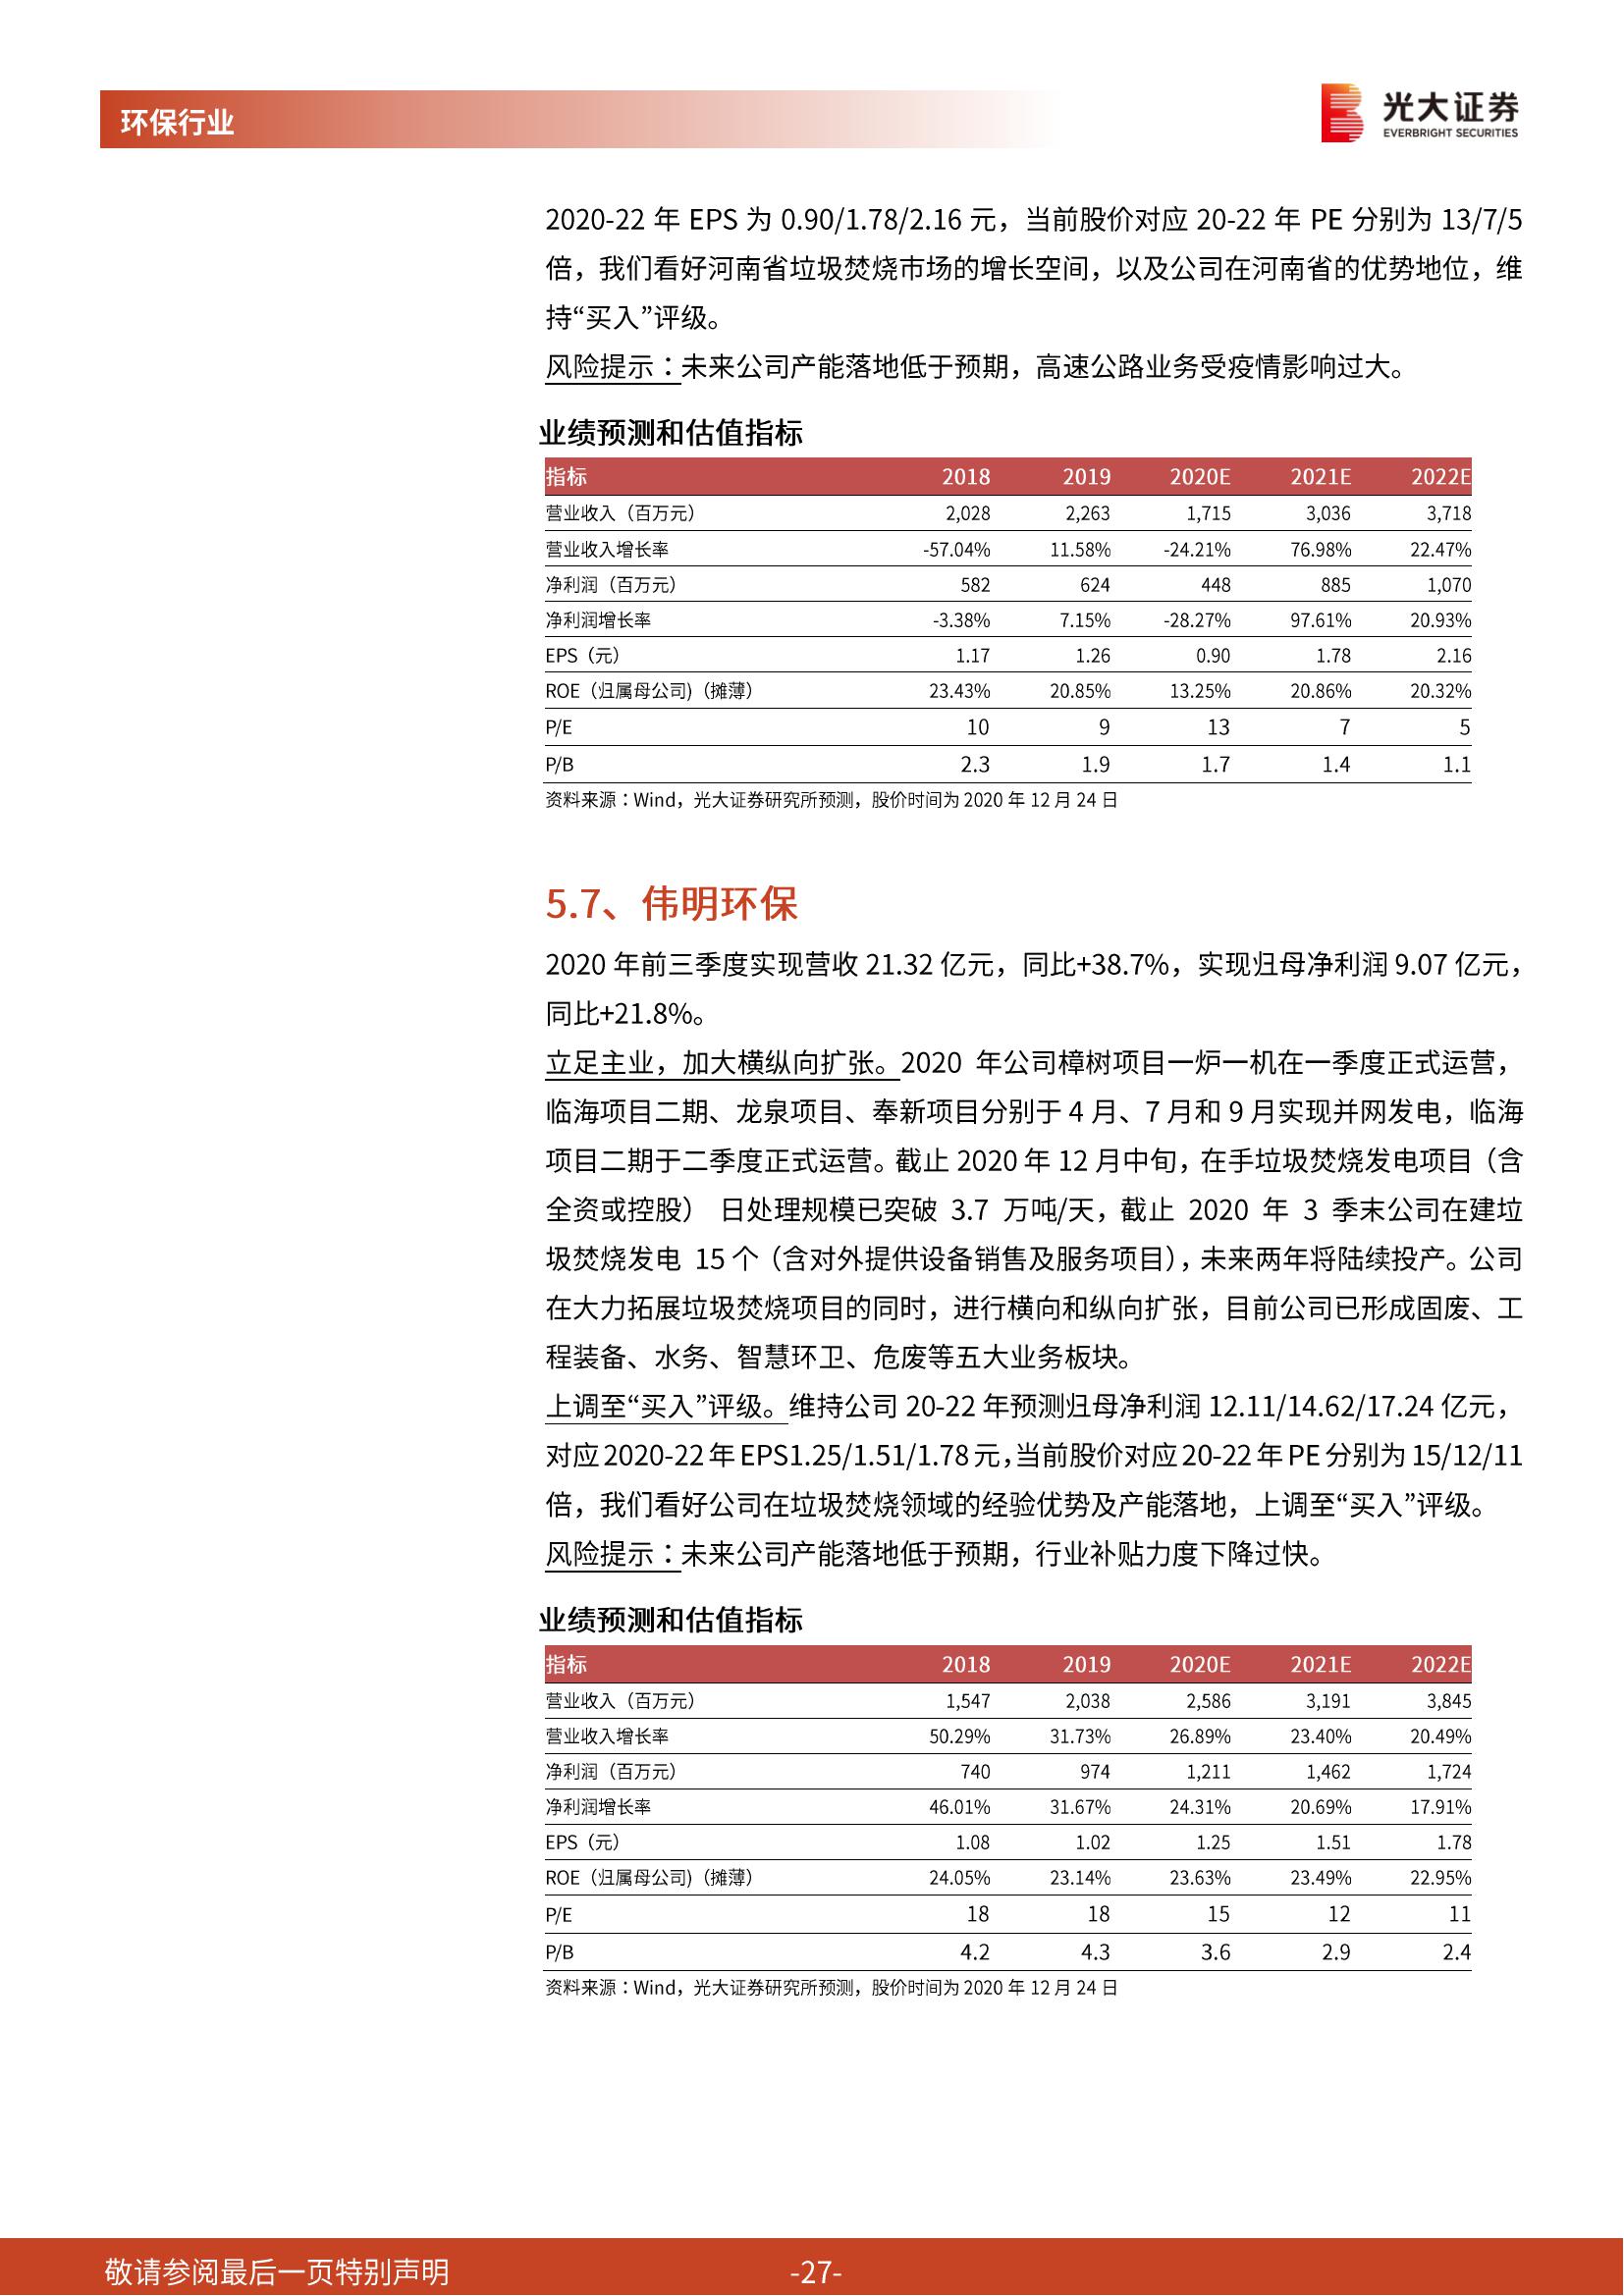 环保行业
光大证券
EVERBRIGHT SECURITIES
2020-22 年 EPS 为 0.90/1.78/2.16 元，当前股价对应 20-22 年 PE 分别为 13/7/5
倍，我们看好河南省垃圾焚烧市场的增长空间，以及公司在河南省的优势地位，维
持“买入”评级。
风险提示：未来公司产能落地低于预期，高速公路业务受疫情影响过大。
业绩预测和估值指标
指标 2018 2019 2020E 2021E 2022E
营业收入（百万元） 2,028 2,263 1,715 3,036 3,718
营业收入增长率 -57.04% 11.58% -24.21% 76.98% 22.47%
净利润（百万元） 582 624 448 885 1,070
净利润增长率 -3.38% 7.15% -28.27% 97.61% 20.93%
EPS（元） 1.17 1.26 0.90 1.78 2.16
ROE（归属母公司)（摊薄） 23.43% 20.85% 13.25% 20.86% 20.32%
P/E 10 9 13 7 5
P/B 2.3 1.9 1.7 1.4 1.1
资料来源：Wind，光大证券研究所预测，股价时间为 2020 年 12 月 24 日
5.7、伟明环保
2020 年前三季度实现营收 21.32 亿元，同比+38.7%，实现归母净利润 9.07 亿元，
同比+21.8%。
立足主业，加大横纵向扩张。2020 年公司樟树项目一炉一机在一季度正式运营，
临海项目二期、龙泉项目、奉新项目分别于 4 月、7 月和 9 月实现并网发电，临海
项目二期于二季度正式运营。截止 2020 年 12 月中旬，在手垃圾焚烧发电项目（含
全资或控股） 日处理规模已突破 3.7 万吨/天，截止 2020 年 3 季末公司在建垃
圾焚烧发电 15 个（含对外提供设备销售及服务项目），未来两年将陆续投产。公司
在大力拓展垃圾焚烧项目的同时，进行横向和纵向扩张，目前公司已形成固废、工
程装备、水务、智慧环卫、危废等五大业务板块。
上调至“买入”评级。维持公司 20-22 年预测归母净利润 12.11/14.62/17.24 亿元，
对应 2020-22 年 EPS1.25/1.51/1.78 元，当前股价对应 20-22 年 PE 分别为 15/12/11
倍，我们看好公司在垃圾焚烧领域的经验优势及产能落地，上调至“买入”评级。
风险提示：未来公司产能落地低于预期，行业补贴力度下降过快。
业绩预测和估值指标
指标 2018 2019 2020E 2021E 2022E
营业收入（百万元） 1,547 2,038 2,586 3,191 3,845
营业收入增长率 50.29% 31.73% 26.89% 23.40% 20.49%
净利润（百万元） 740 974 1,211 1,462 1,724
净利润增长率 46.01% 31.67% 24.31% 20.69% 17.91%
EPS（元） 1.08 1.02 1.25 1.51 1.78
ROE（归属母公司)（摊薄） 24.05% 23.14% 23.63% 23.49% 22.95%
P/E 18 18 15 12 11
P/B 4.2 4.3 3.6 2.9 2.4
资料来源：Wind，光大证券研究所预测，股价时间为 2020 年 12 月 24 日
敬请参阅最后一页特别声明 -27-